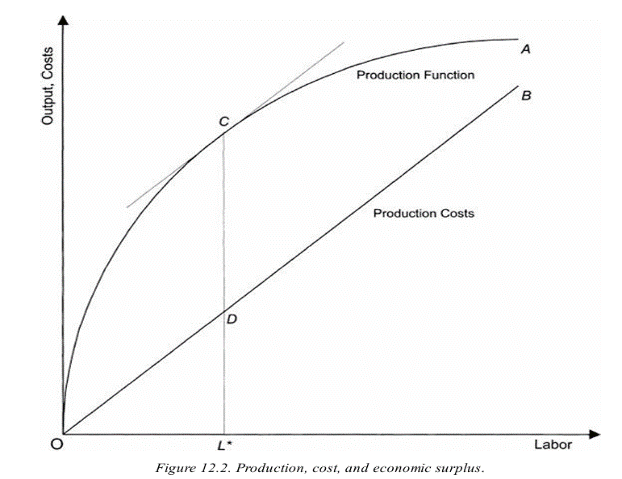 Output, Costs
A
Production Function
B
C
Production Costs
D
O
L*
Labor
Figure 12.2. Production, cost, and economic surplus.